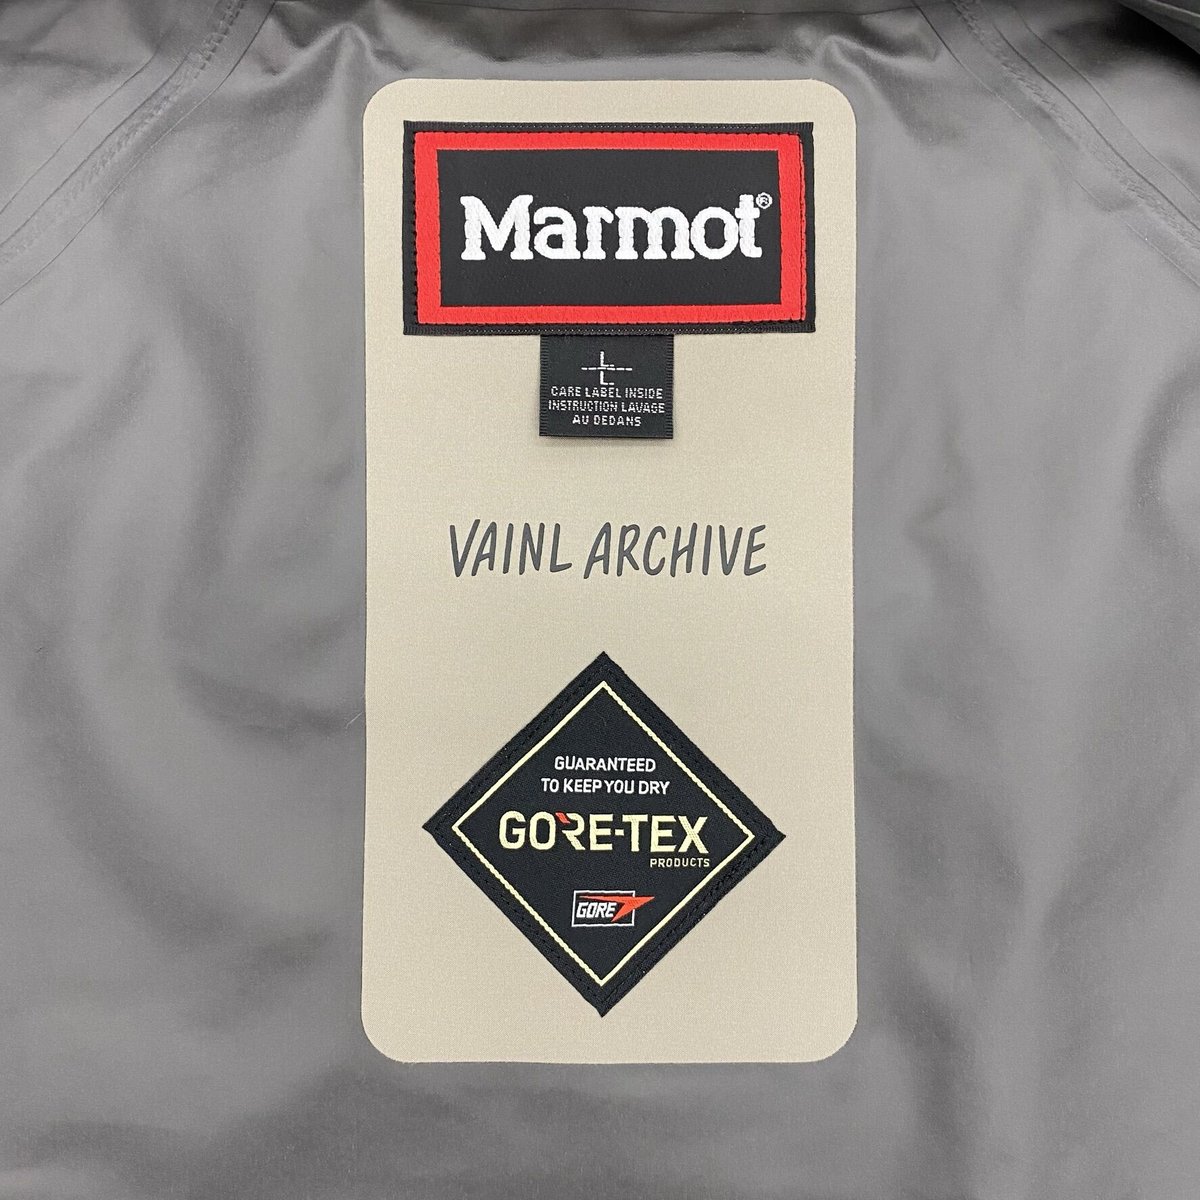 Marmot®
L
L
CARE LABEL INSIDE
INSTRUCTION LAVAGE
AU DEDANS
VAINL ARCHIVE
GUARANTEED
TO KEEP YOU DRY
GORE-TEX
PRODUCTS
GORE